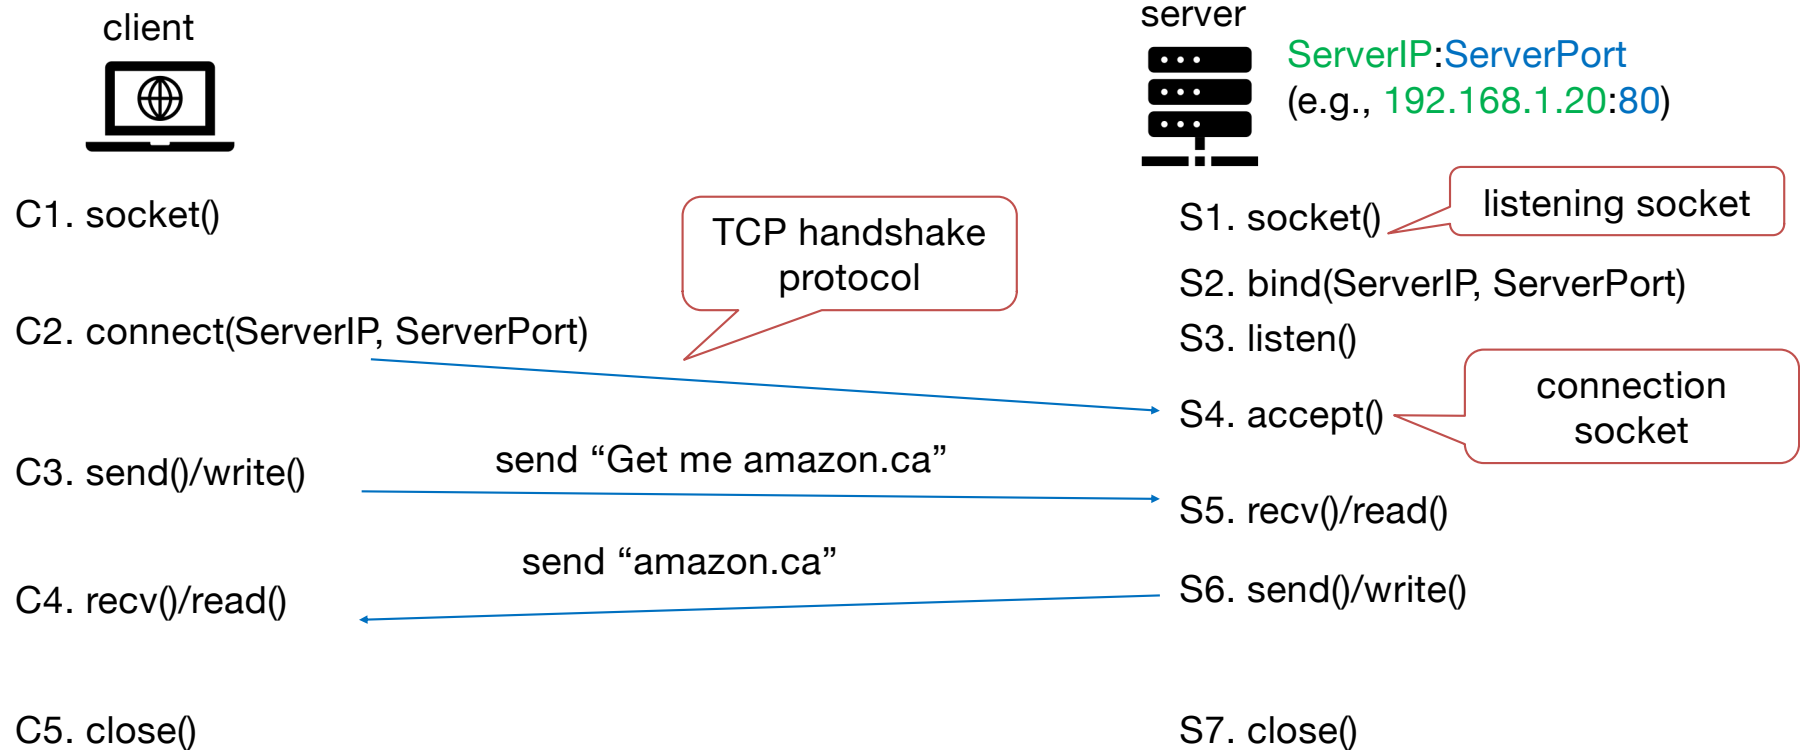 client
server
ServerIP:ServerPort
(e.g., 192.168.1.20:80)
C1. socket()
TCP handshake
protocol
S1. socket()
listening socket
S2. bind(ServerIP, ServerPort)
C2. connect(ServerIP, ServerPort)
S3. listen()
S4. accept()
connection
socket
C3. send()/write()
send “Get me amazon.ca”
S5. recv()/read()
send “amazon.ca”
C4. recv()/read()
S6. send()/write()
C5. close()
S7. close()